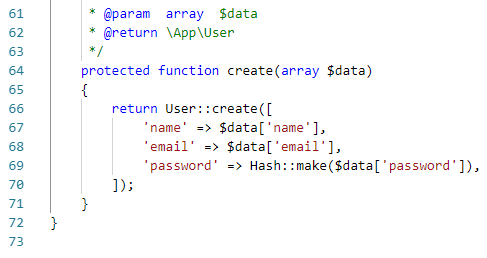 61      * @param  array  $data
62      * @return \App\User
63      */
64     protected function create(array $data)
65     {
66         return User::create([
67             'name' => $data['name'],
68             'email' => $data['email'],
69             'password' => Hash::make($data['password']),
70         ]);
71     }
72 }
73